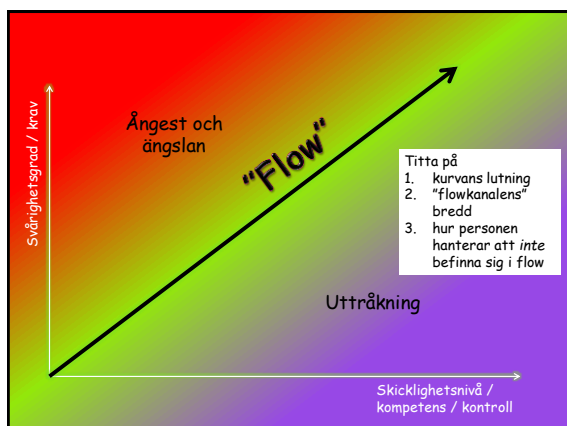 Svårighetsgrad / krav
Ångest och
ängslan
"Flow"
Titta på
1. kurvans lutning
2. ”flowkanalens”
bredd
3. hur personen
hanterar att inte
befinna sig i flow
Uttråkning
Skicklighetsnivå /
kompetens / kontroll